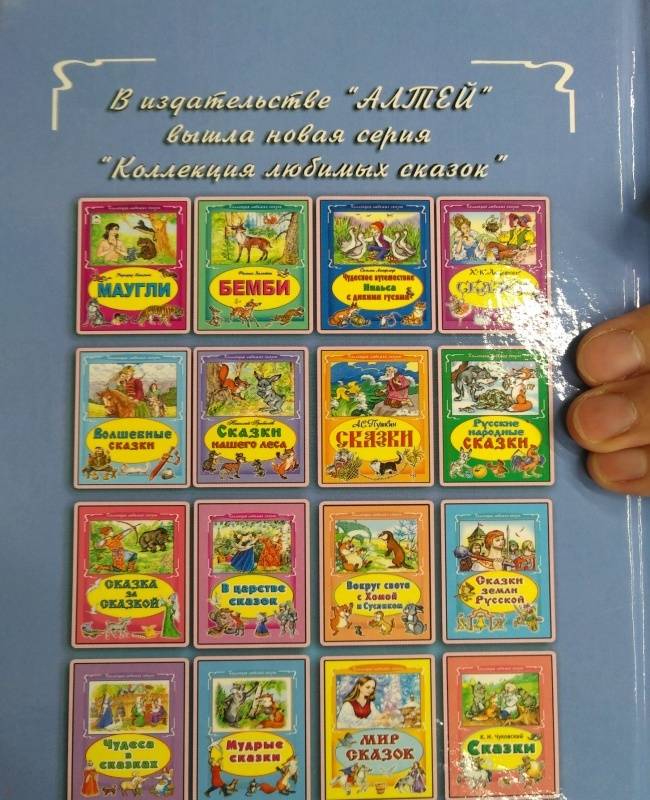 В издательстве "АЛТЕЙ"
вышла новая серия
"Коллекция любимых сказок"
МАУГЛИ
БЕМБИ
Чудесное путешествие
Нильса
с дикими гусями
СКАЗКИ
Волшебные
сказки
Сказки
нашего леса
А.С.Пушкин
СКАЗКИ
Русские
народные
СКАЗКИ
СКАЗКА
ЗА
СКАЗКОЙ
В царстве
сказок
Вокруг света
с Хомой
и Сусликом
Сказки
земли
Русской
Чудеса
в
сказках
Мудрые
сказки
МИР
СКАЗОК
К. И. Чуковский
Сказки